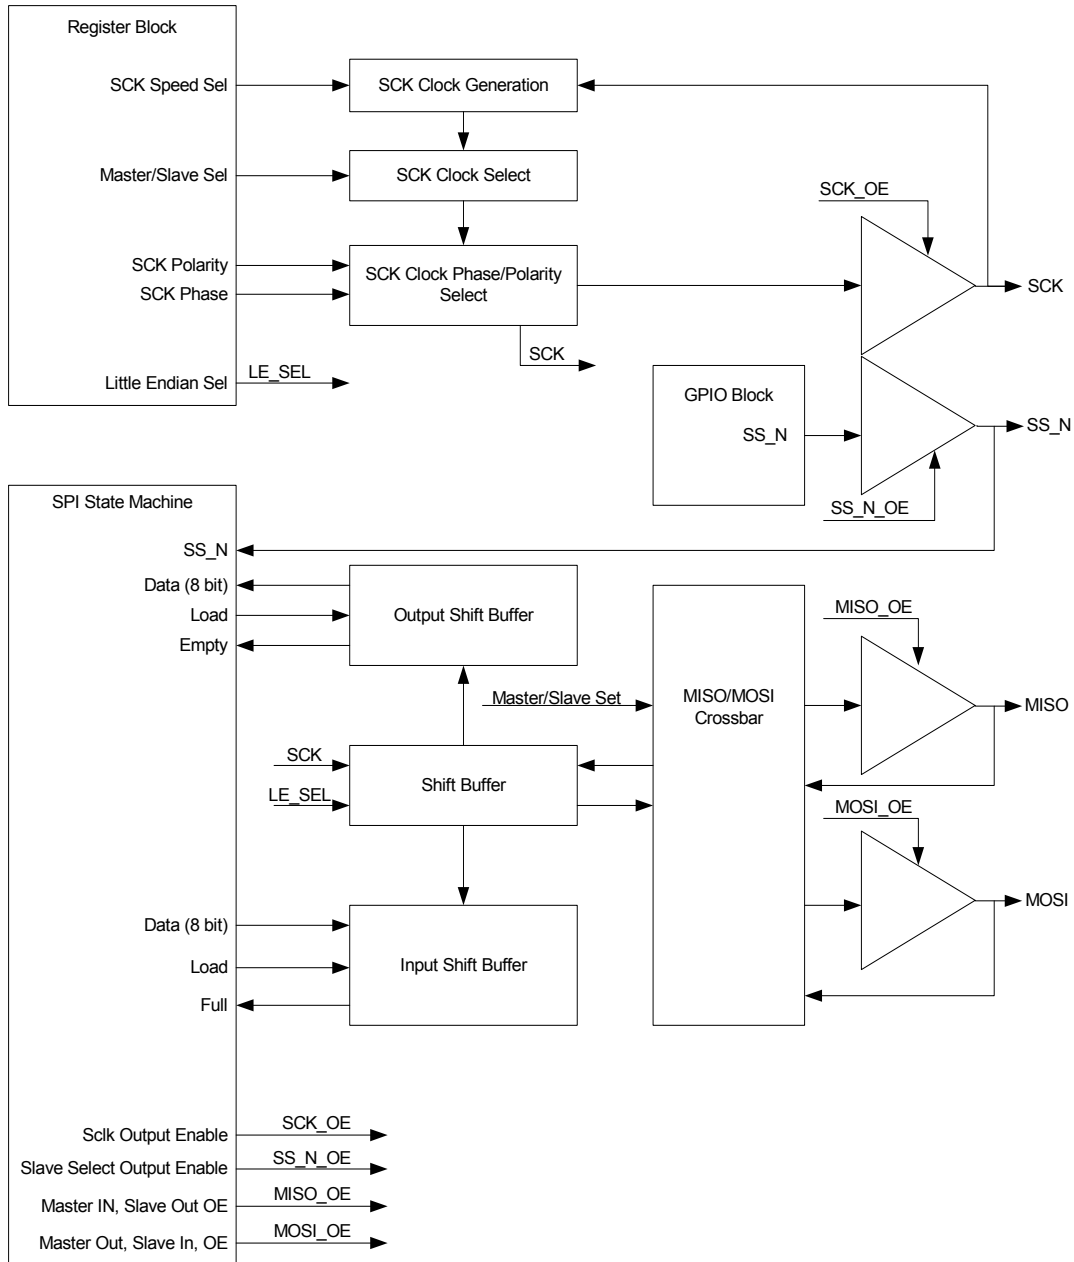 Register Block
SCK Speed Sel
SCK Clock Generation
Master/Slave Sel
SCK Clock Select
SCK_OE
SCK Polarity
SCK Phase
SCK Clock Phase/Polarity
Select
SCK
SCK
Little Endian Sel
LE_SEL
GPIO Block
SS_N
SS_N
SS_N_OE
SPI State Machine
SS_N
Data (8 bit)
Load
Empty
Output Shift Buffer
MISO_OE
Master/Slave Set
MISO/MOSI
Crossbar
MISO
SCK
LE_SEL
Shift Buffer
MOSI_OE
MOSI
Data (8 bit)
Load
Full
Input Shift Buffer
Sclk Output Enable
SCK_OE
Slave Select Output Enable
SS_N_OE
Master IN, Slave Out OE
MISO_OE
Master Out, Slave In, OE
MOSI_OE